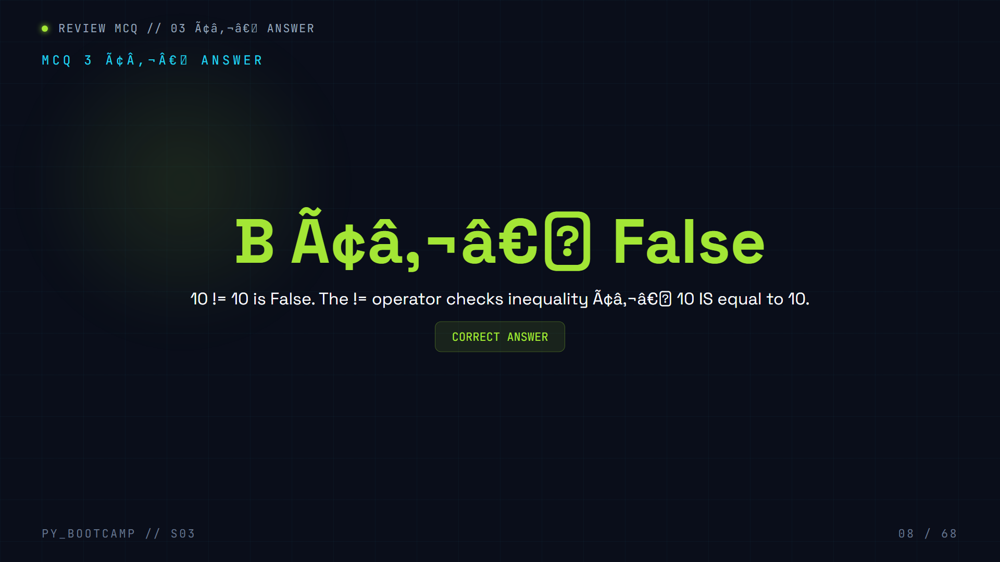 REVIEW MCQ // 03 Ã¢â‚¬â€� ANSWER
MCQ 3 Ã¢Â‚¬Â€� ANSWER
B Ã¢â‚¬â€� False
10 != 10 is False. The != operator checks inequality Ã¢â‚¬â€� 10 IS equal to 10.
CORRECT ANSWER
PY_BOOTCAMP // S03
08 / 68